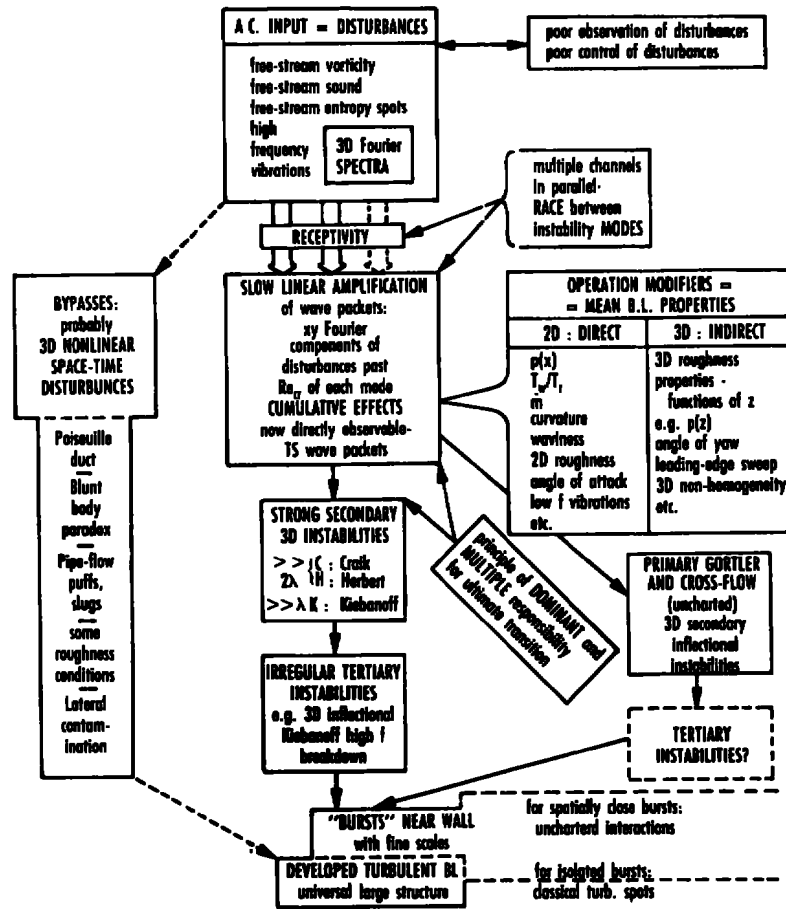 A C. INPUT = DISTURBANCES
free-stream vorticity
free-stream sound
free-stream entropy spots
high
frequency
vibrations
3D Fourier
SPECTRA
poor observation of disturbances
poor control of disturbances
multiple channels
in parallel-
RACE between
instability MODES
RECEPTIVITY
SLOW LINEAR AMPLIFICATION
of wave packets:
xy Fourier
components of
disturbances past
Re_cr of each mode
CUMULATIVE EFFECTS
now directly observable-
TS wave packets
BYPASSES:
probably
3D NONLINEAR
SPACE-TIME
DISTURBUNCES
Poiseuille
duct
Blunt
body
paradox
Pipe-flow
puffs,
slugs
some
roughness
conditions
Lateral
contam-
ination
OPERATION MODIFIERS =
= MEAN B.L. PROPERTIES
2D : DIRECT
p(x)
T_w/T_r
ṁ
curvature
waviness
2D roughness
angle of attack
low f vibrations
etc.
3D : INDIRECT
3D roughness
properties -
functions of z
e.g. p(z)
angle of yaw
leading-edge sweep
3D non-homogeneity
etc.
STRONG SECONDARY
3D INSTABILITIES
>> { C : Craik
2λ { H : Herbert
>> λ K : Klebanoff
principle of DOMINANT and
MULTIPLE responsibility
for ultimate transition
PRIMARY GORTLER
AND CROSS-FLOW
(uncharted)
3D secondary
inflectional
instabilities
IRREGULAR TERTIARY
INSTABILITIES
e.g. 3D inflectional
Klebanoff high f
breakdown
TERTIARY
INSTABILITIES?
"BURSTS" NEAR WALL
with fine scales
for spatially close bursts:
uncharterd interactions
DEVELOPED TURBULENT BL
universal large structure
for isolated bursts:
classical turb. spots